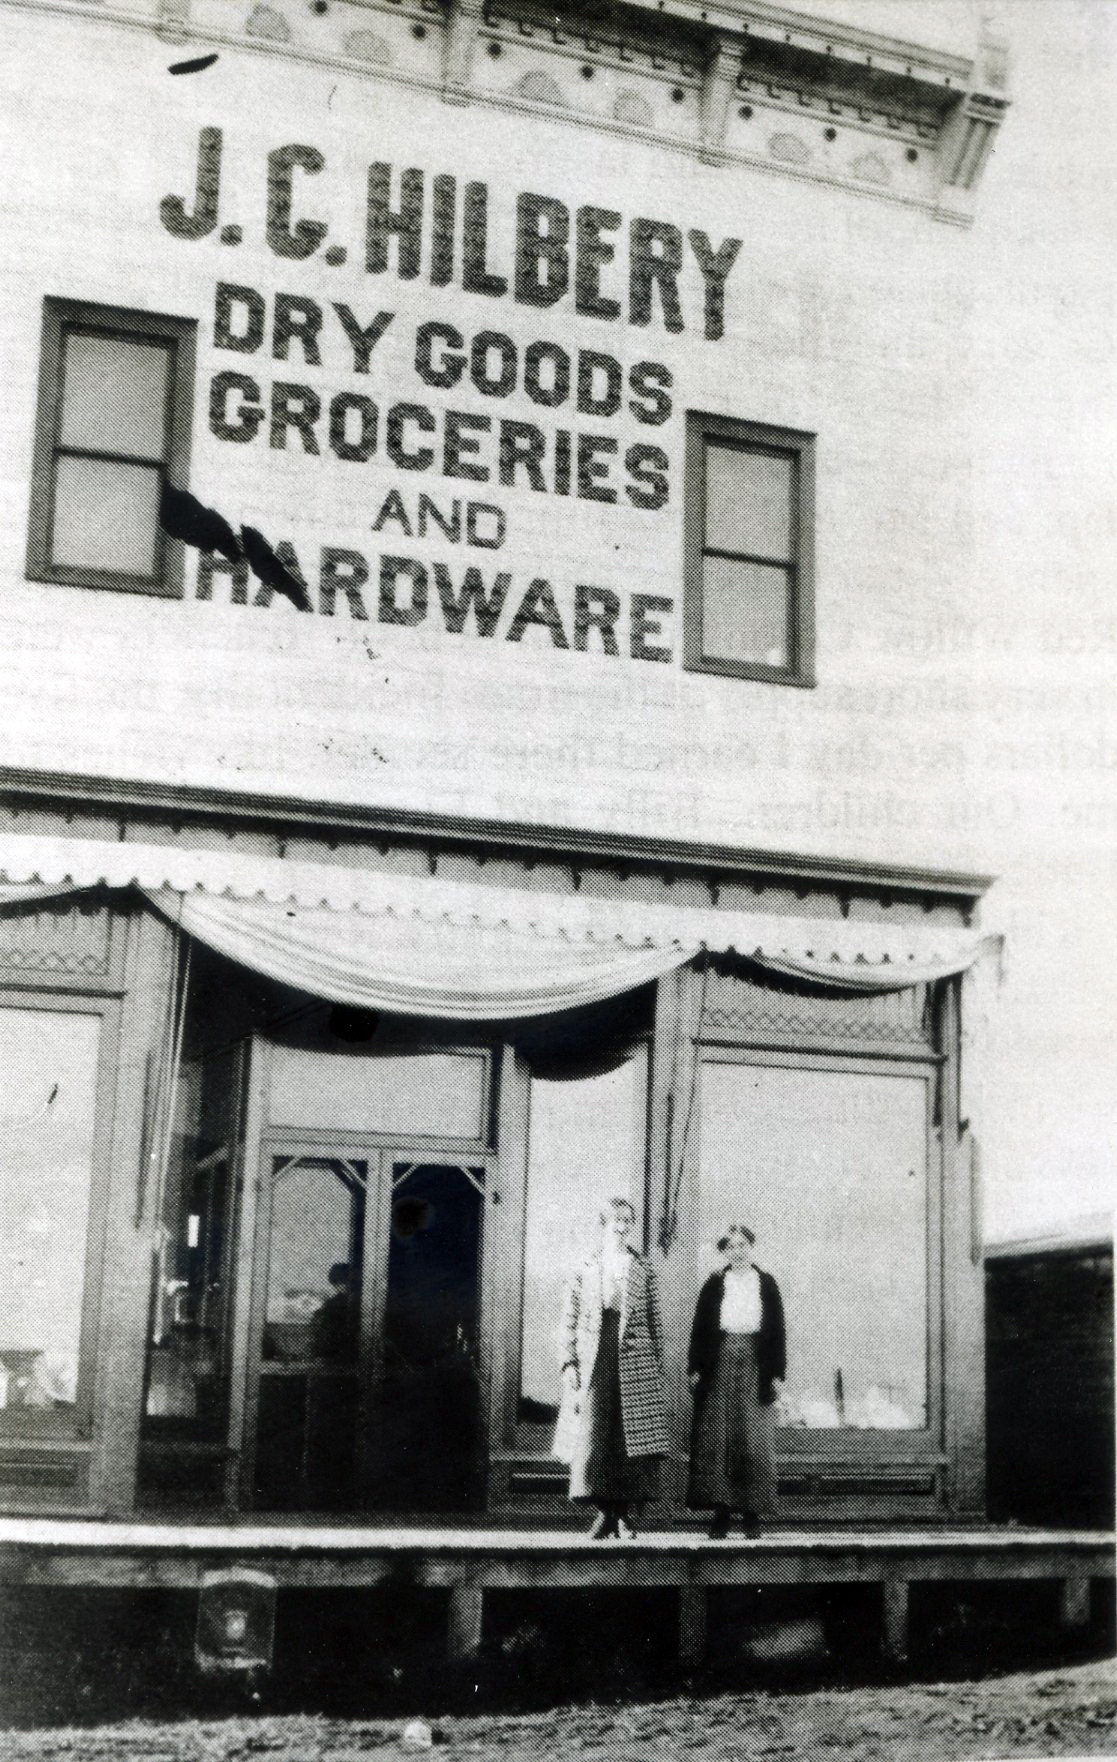 J.C. HILBERY
DRY GOODS
GROCERIES
AND
HARDWARE